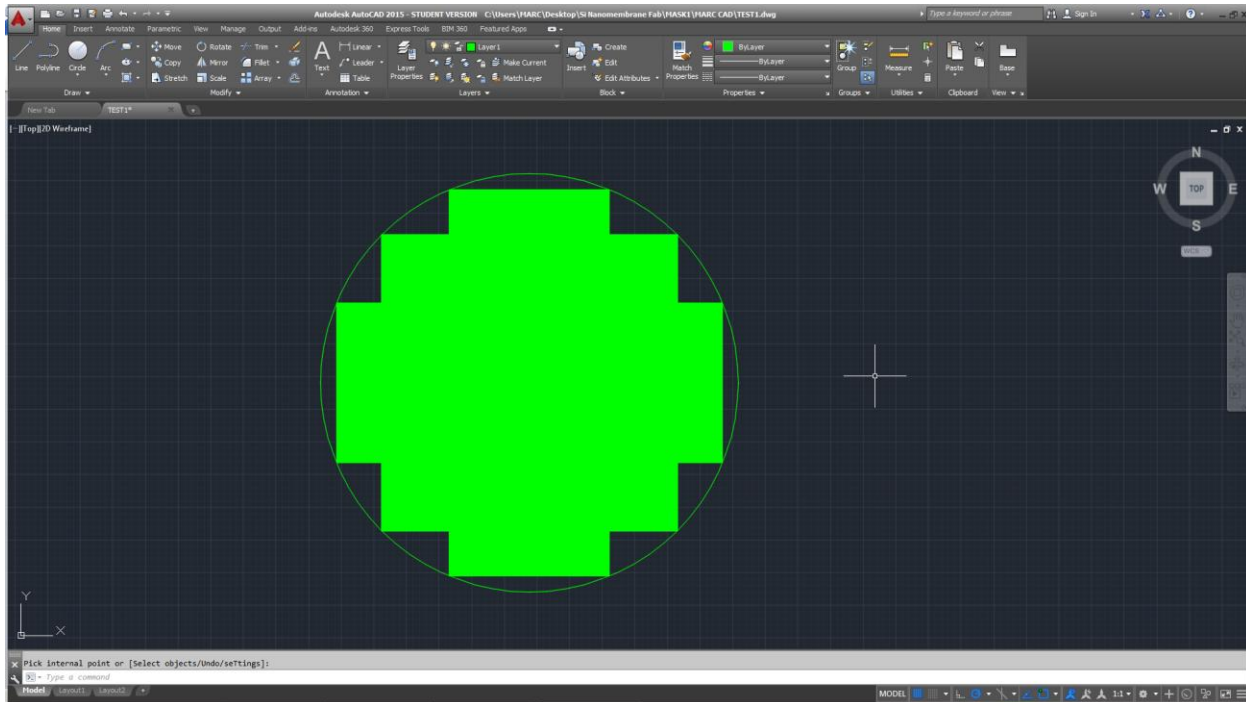 Autodesk AutoCAD 2015 - STUDENT VERSION C:\Users\MARC\Desktop\Si Nanomembrane Fab\MASK1\MARC CAD\TEST1.dwg Type a keyword or phrase Sign In
Home Insert Annotate Parametric View Manage Output Add-ins Autodesk 360 Express Tools BIM 360 Featured Apps
Line Polyline Circle Arc
Move Rotate Trim
Copy Mirror Fillet
Stretch Scale Array
Text Linear
Leader
Table
Layer Properties
Layer1
Make Current
Match Layer
Insert
Create
Edit
Edit Attributes
Match Properties
ByLayer
ByLayer
ByLayer
Group Measure Paste Base
Draw Modify Annotation Layers Block Properties Groups Utilities Clipboard View
New Tab TEST1*
[-][Top][2D Wireframe]
N
W TOP E
S
WCS
Y
X
Pick internal point or [Select objects/Undo/seTtings]:
Type a command
Model Layout1 Layout2 +
MODEL 1:1